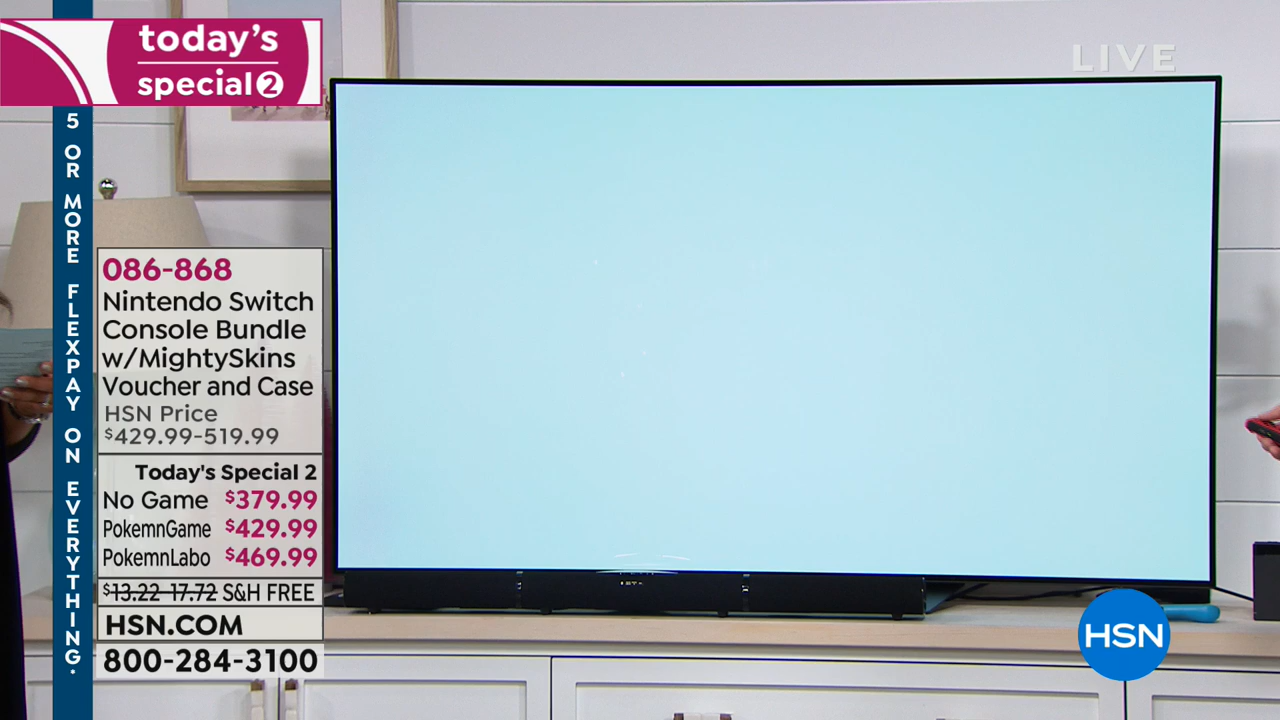 today's
special2
LIVE
5 OR MORE FLEXPAY ON EVERYTHING.
086-868
Nintendo Switch
Console Bundle
w/MightySkins
Voucher and Case
HSN Price
$429.99-519.99
Today's Special 2
No Game $379.99
PokemnGame $429.99
PokemnLabo $469.99
$13.22 17.72 S&H FREE
HSN.COM
800-284-3100
HSN